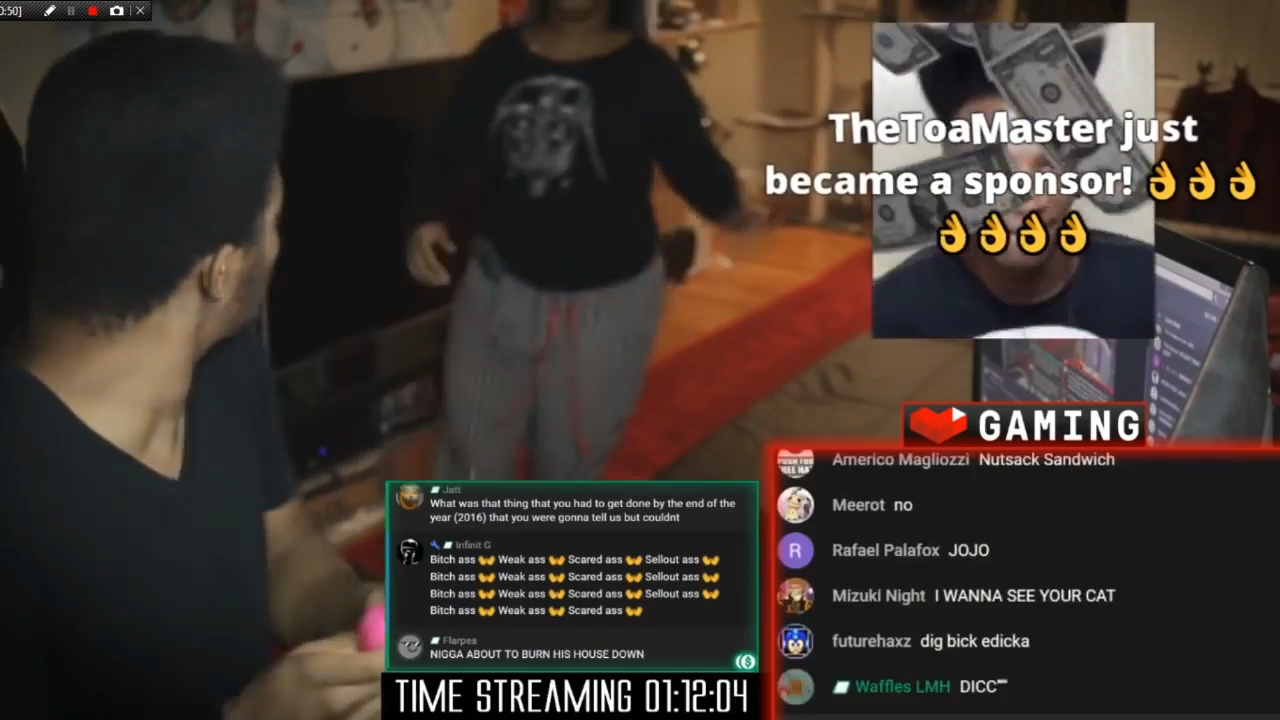 0:50]
TheToaMaster just
became a sponsor! 👌👌👌
👌👌👌👌
GAMING
Jatt
What was that thing that you had to get done by the end of the
year (2016) that you were gonna tell us but couldnt
Infinit G
Bitch ass 👐 Weak ass 👐 Scared ass 👐 Sellout ass 👐
Bitch ass 👐 Weak ass 👐 Scared ass 👐 Sellout ass 👐
Bitch ass 👐 Weak ass 👐 Scared ass 👐 Sellout ass 👐
Bitch ass 👐 Weak ass 👐 Scared ass 👐
Flarpex
NIGGA ABOUT TO BURN HIS HOUSE DOWN
TIME STREAMING 01:12:04
Americo Magliozzi Nutsack Sandwich
Meerot no
R Rafael Palafox JOJO
Mizuki Night I WANNA SEE YOUR CAT
futurehaxz dig bick edicka
Waffles LMH DICC